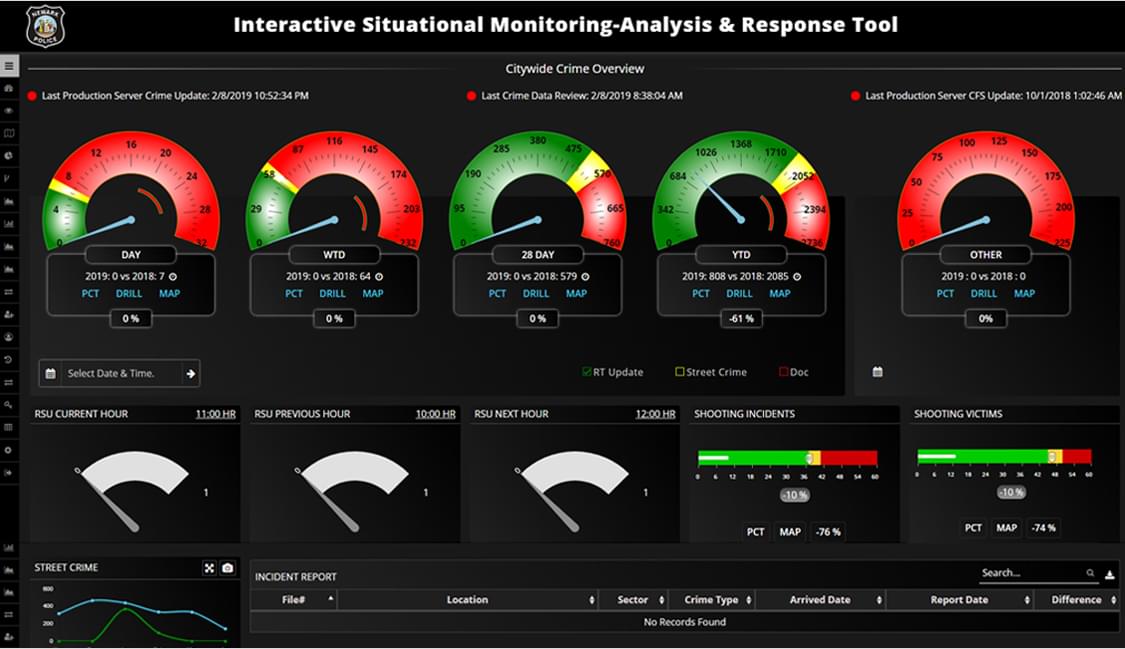 NEWARK
POLICE
Interactive Situational Monitoring-Analysis & Response Tool
Citywide Crime Overview
Last Production Server Crime Update: 2/8/2019 10:52:34 PM
Last Crime Data Review: 2/8/2019 8:38:04 AM
Last Production Server CFS Update: 10/1/2018 1:02:46 AM
0 4 8 12 16 20 24 28 32
0 29 58 87 116 145 174 203 232
0 95 190 285 380 475 570 665 760
0 342 684 1026 1368 1710 2052 2394 2736
0 25 50 75 100 125 150 175 200 225
DAY
2019: 0 vs 2018: 7
PCT DRILL MAP
0 %
WTD
2019: 0 vs 2018: 64
PCT DRILL MAP
0 %
28 DAY
2019: 0 vs 2018: 579
PCT DRILL MAP
0 %
YTD
2019: 808 vs 2018: 2085
PCT DRILL MAP
-61 %
OTHER
2019 : 0 vs 2018 : 0
PCT DRILL MAP
0%
Select Date & Time.
RT Update
Street Crime
Doc
RSU CURRENT HOUR 11:00 HR
0 1
RSU PREVIOUS HOUR 10:00 HR
0 1
RSU NEXT HOUR 12:00 HR
0 1
SHOOTING INCIDENTS
0 6 12 18 24 30 36 42 48 54 60
-10 %
PCT MAP -76 %
SHOOTING VICTIMS
0 6 12 18 24 30 36 42 48 54 60
-10 %
PCT MAP -74 %
STREET CRIME
600
400
200
0
INCIDENT REPORT
Search...
File# Location Sector Crime Type Arrived Date Report Date Difference
No Records Found